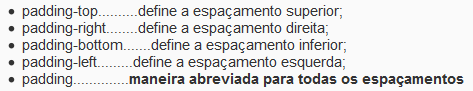 • padding-top..........define a espaçamento superior;
• padding-right........define a espaçamento direita;
• padding-bottom.......define a espaçamento inferior;
• padding-left.........define a espaçamento esquerda;
• padding.............maneira abreviada para todas os espaçamentos